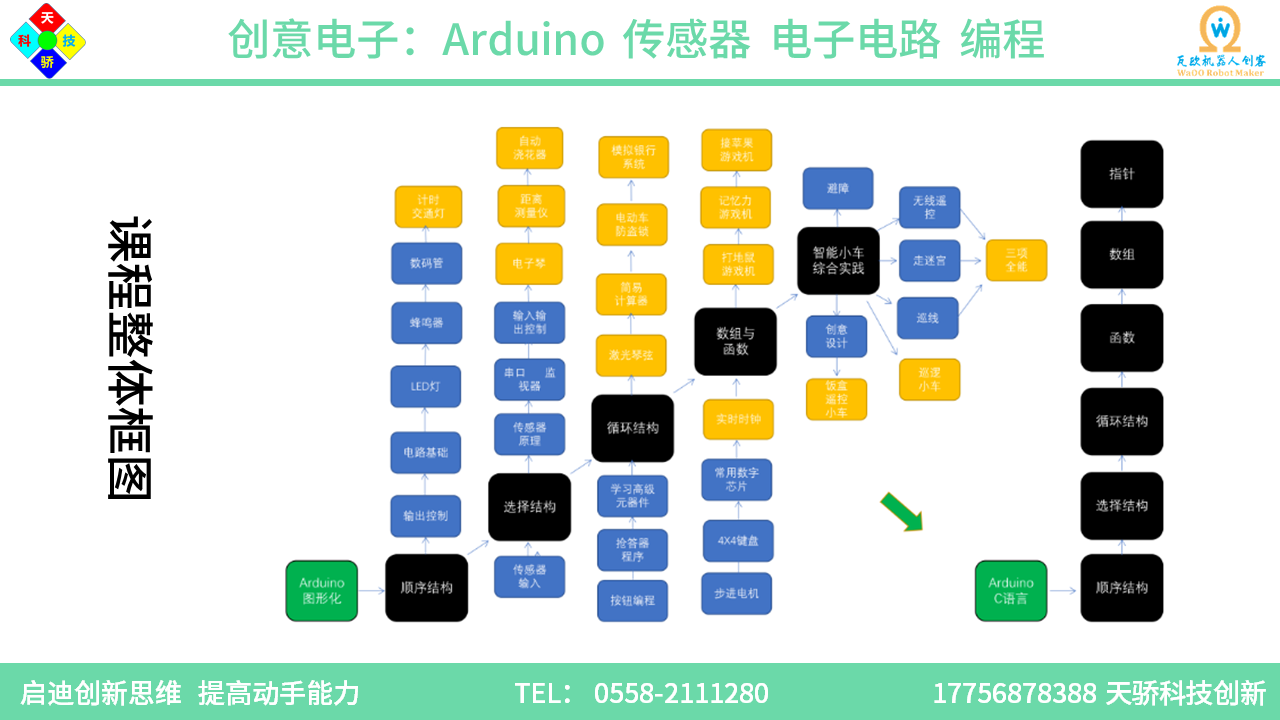 天
科
技
骄
创意电子：Arduino 传感器 电子电路 编程
瓦欧机器人创客
WaDO Robot Maker
课程整体框图
Arduino
图形化
顺序结构
输出控制
电路基础
LED灯
蜂鸣器
数码管
计时
交通灯
传感器
输入
选择结构
传感器
原理
串口 监
视器
输入输
出控制
电子琴
距离
测量仪
自动
浇花器
按钮编程
抢答器
程序
学习高级
元器件
循环结构
激光琴弦
简易
计算器
电动车
防盗锁
模拟银行
系统
步进电机
4X4键盘
常用数字
芯片
实时时钟
数组与
函数
打地鼠
游戏机
记忆力
游戏机
接苹果
游戏机
智能小车
综合实践
避障
无线遥
控
走迷宫
巡线
三项
全能
创意
设计
饭盒
遥控
小车
巡逻
小车
Arduino
C语言
顺序结构
选择结构
循环结构
函数
数组
指针
启迪创新思维 提高动手能力
TEL： 0558-2111280
17756878388 天骄科技创新